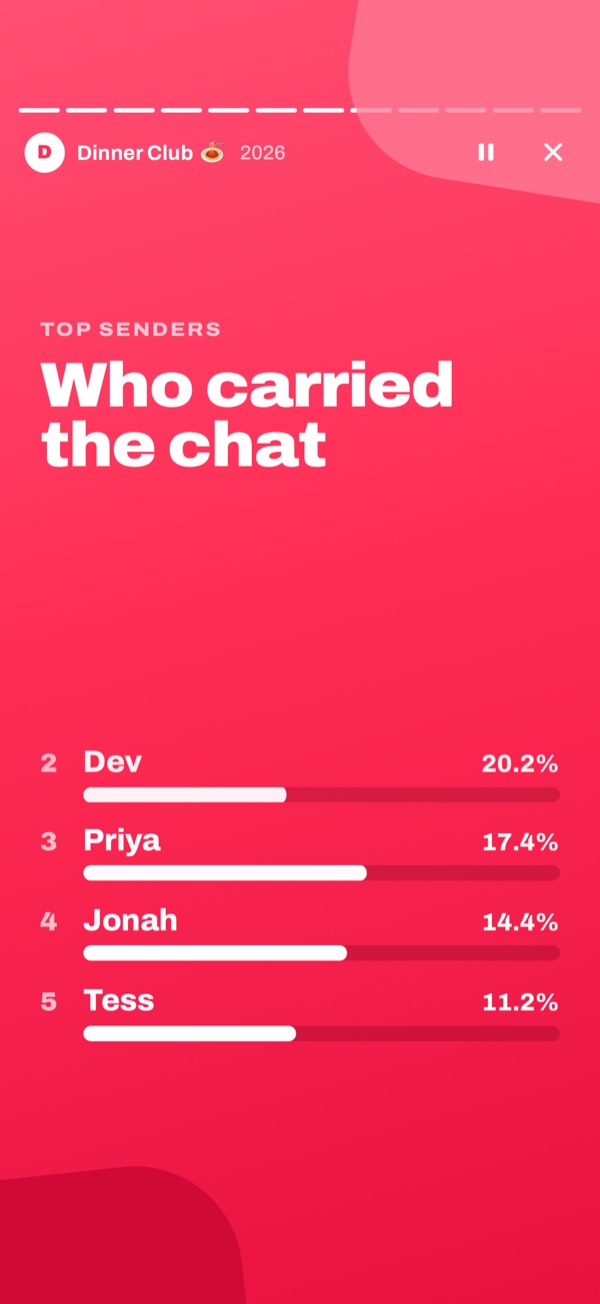 D Dinner Club 🍝 2026
TOP SENDERS
Who carried
the chat
2 Dev 20.2%
3 Priya 17.4%
4 Jonah 14.4%
5 Tess 11.2%